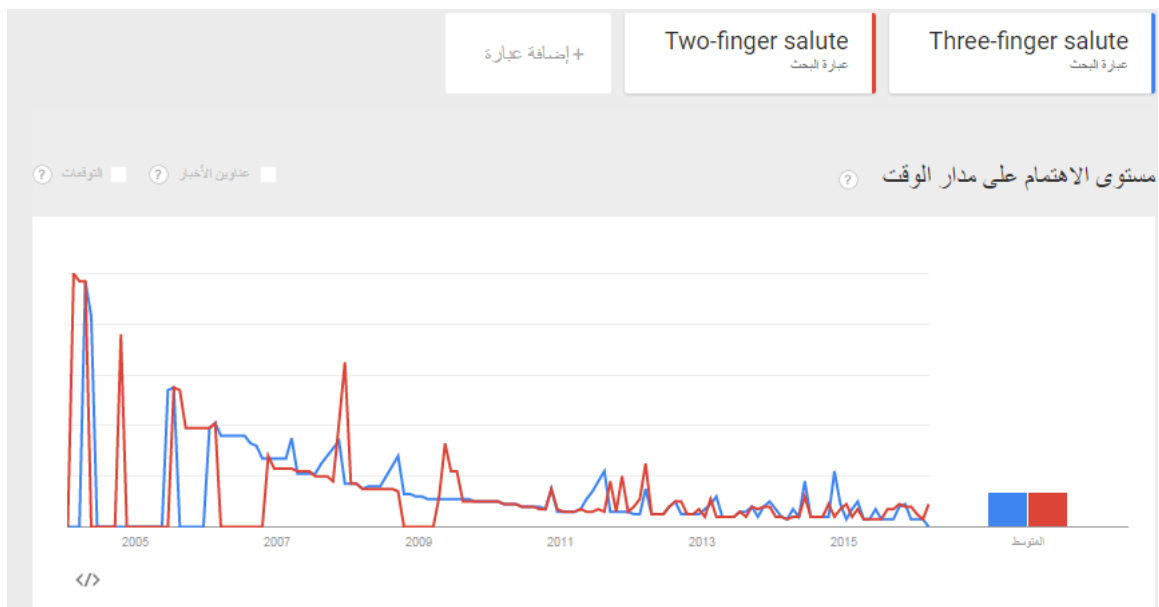 Three-finger salute
عبارة البحث
Two-finger salute
عبارة البحث
+إضافة عبارة
مستوى الاهتمام على مدار الوقت ?
عناوين الأخبار ?
التوقعات ?
2005 2007 2009 2011 2013 2015 المتوسط
</>